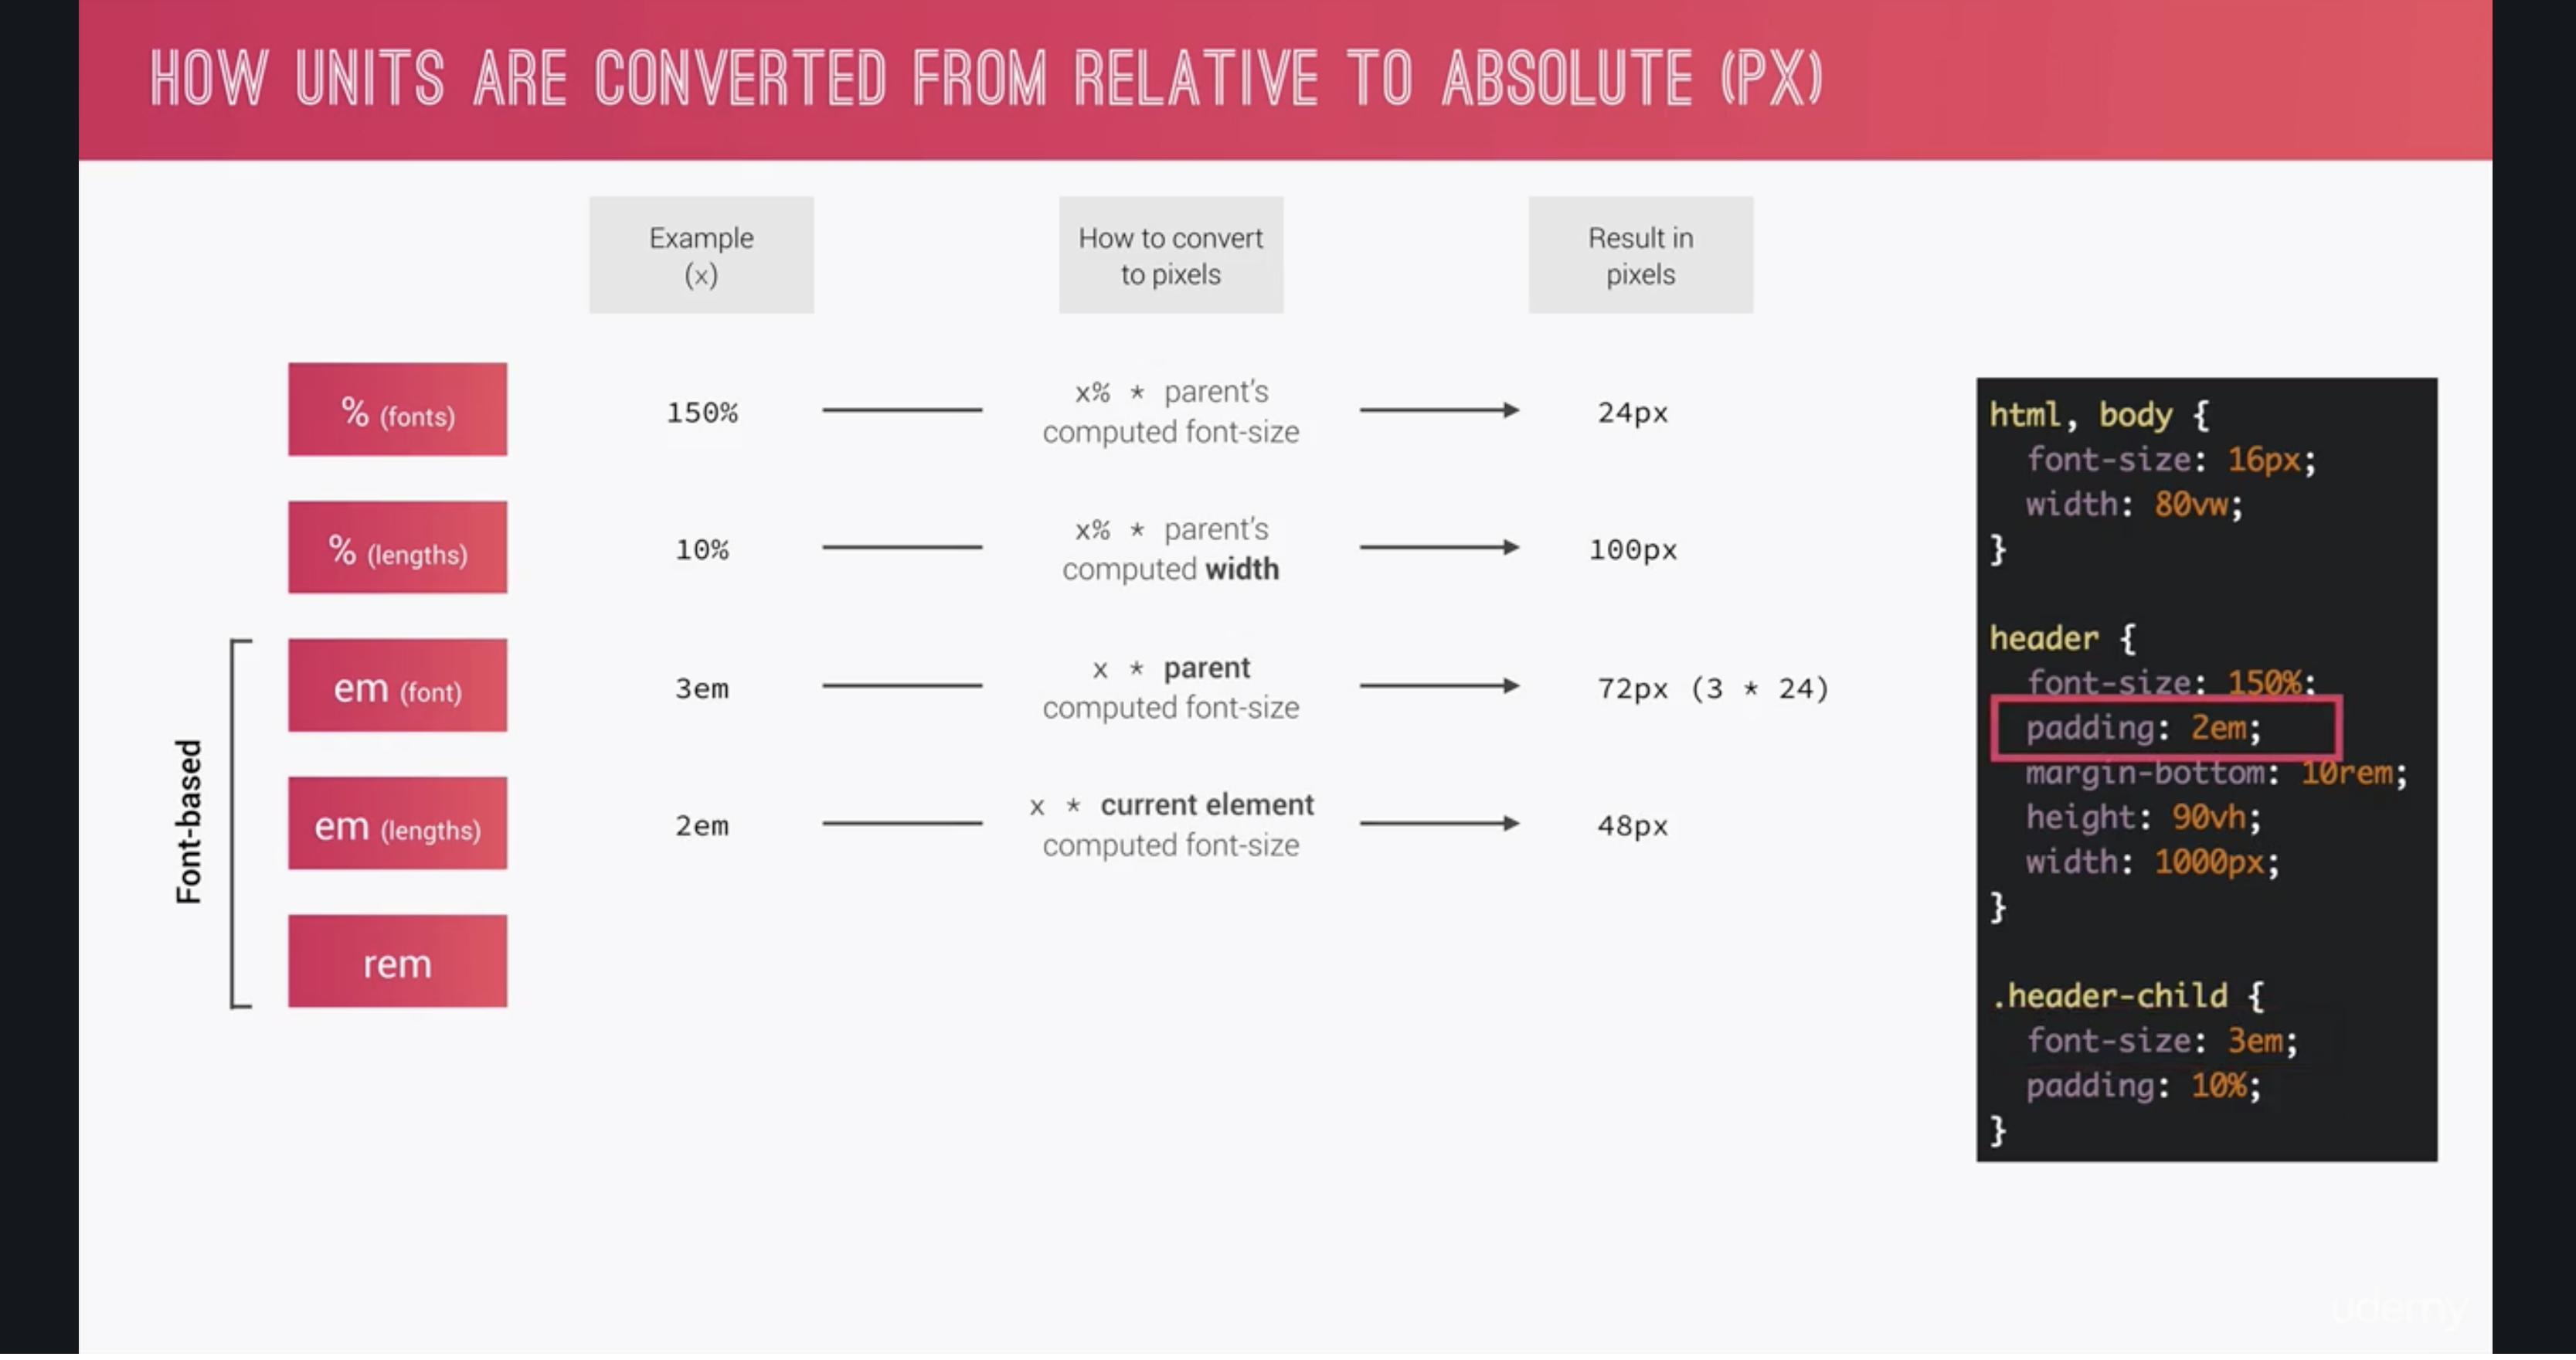 HOW UNITS ARE CONVERTED FROM RELATIVE TO ABSOLUTE (PX)
Example
(x)
How to convert
to pixels
Result in
pixels
% (fonts)
150%
x% * parent's
computed font-size
24px
% (lengths)
10%
x% * parent's
computed width
100px
Font-based
em (font)
3em
x * parent
computed font-size
72px (3 * 24)
em (lengths)
2em
x * current element
computed font-size
48px
rem
html, body {
font-size: 16px;
width: 80vw;
}
header {
font-size: 150%;
padding: 2em;
margin-bottom: 10rem;
height: 90vh;
width: 1000px;
}
.header-child {
font-size: 3em;
padding: 10%;
}
udemy